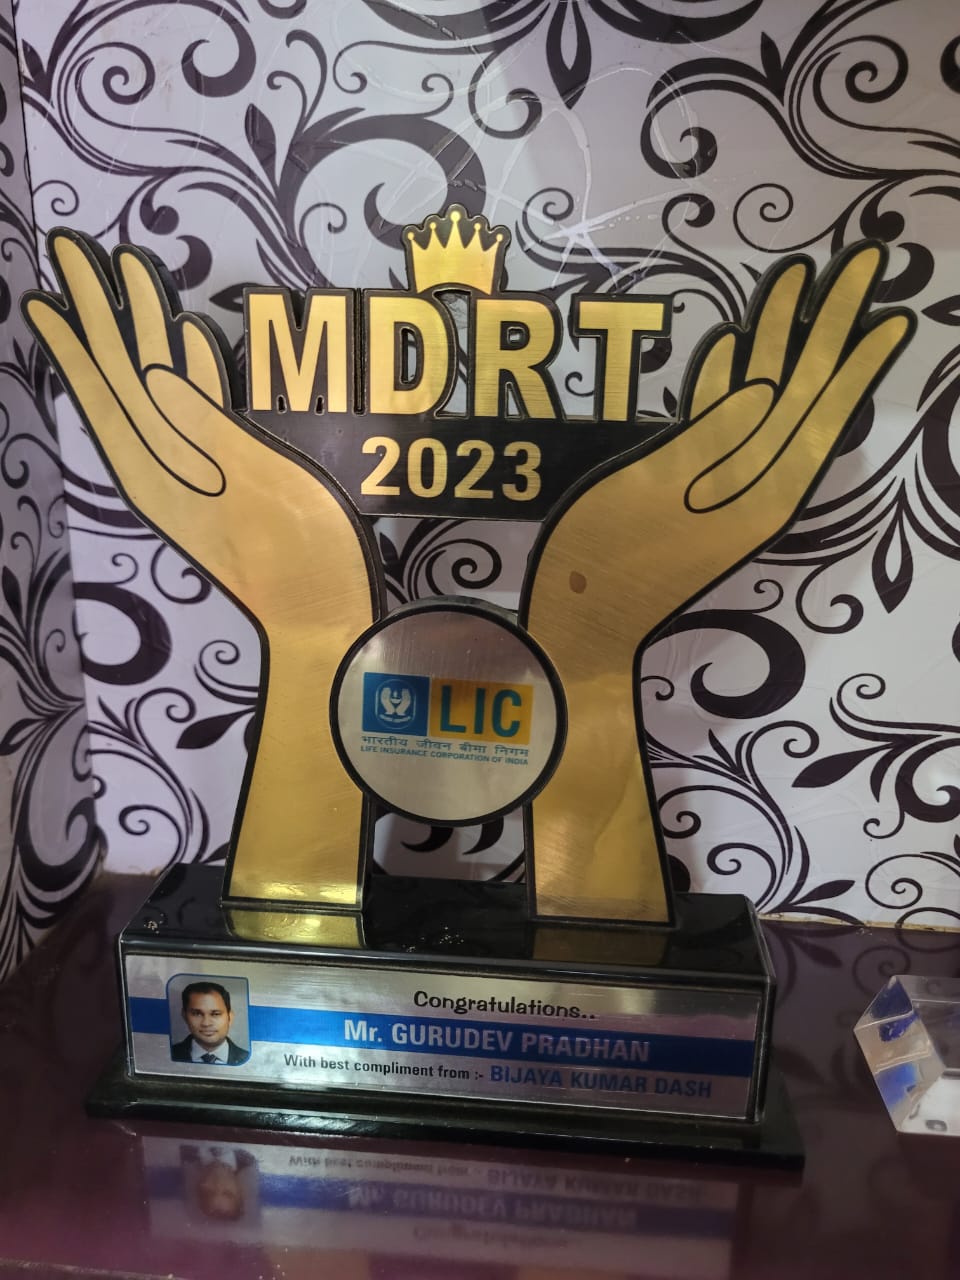 MDRT
2023
LIC
भारतीय जीवन बीमा निगम
LIFE INSURANCE CORPORATION OF INDIA
Congratulations..
Mr. GURUDEV PRADHAN
With best compliment from :- BIJAYA KUMAR DASH